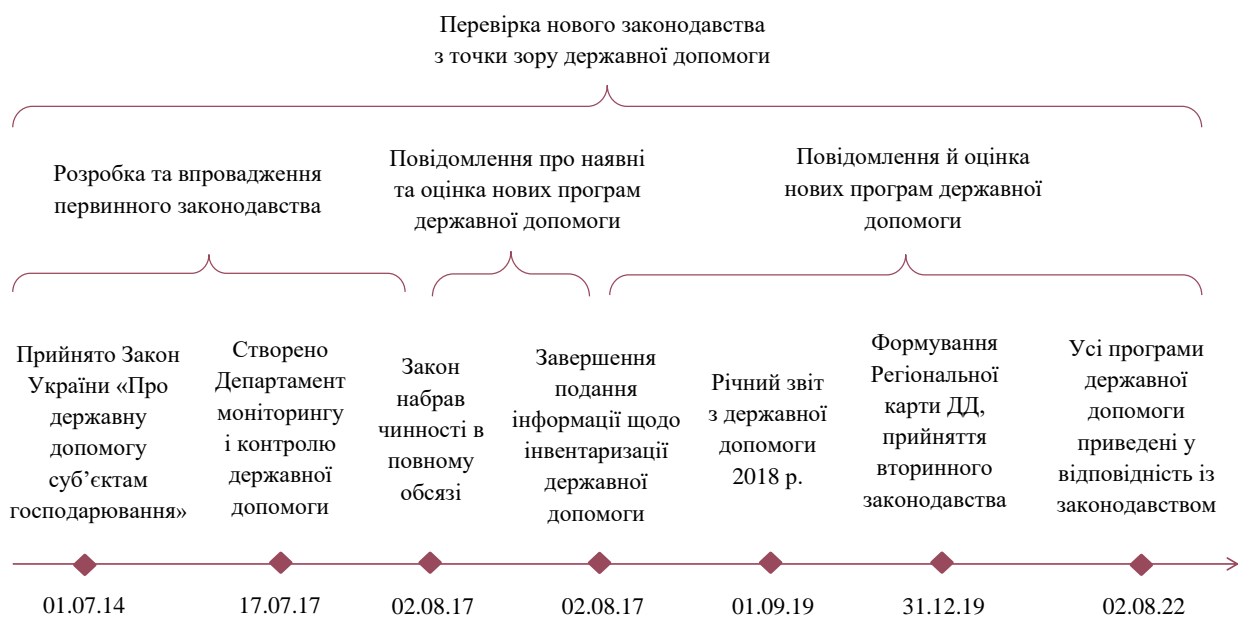 Перевірка нового законодавства
з точки зору державної допомоги
Розробка та впровадження
первинного законодавства
Повідомлення про наявні
та оцінка нових програм
державної допомоги
Повідомлення й оцінка
нових програм державної
допомоги
Прийнято Закон
України «Про
державну
допомогу
суб’єктам
господарювання»
Створено
Департамент
моніторингу
і контролю
державної
допомоги
Закон
набрав
чинності в
повному
обсязі
Завершення
подання
інформації щодо
інвентаризації
державної
допомоги
Річний звіт
з державної
допомоги
2018 р.
Формування
Регіональної
карти ДД,
прийняття
вторинного
законодавства
Усі програми
державної
допомоги
приведені у
відповідність із
законодавством
01.07.14
17.07.17
02.08.17
02.08.17
01.09.19
31.12.19
02.08.22